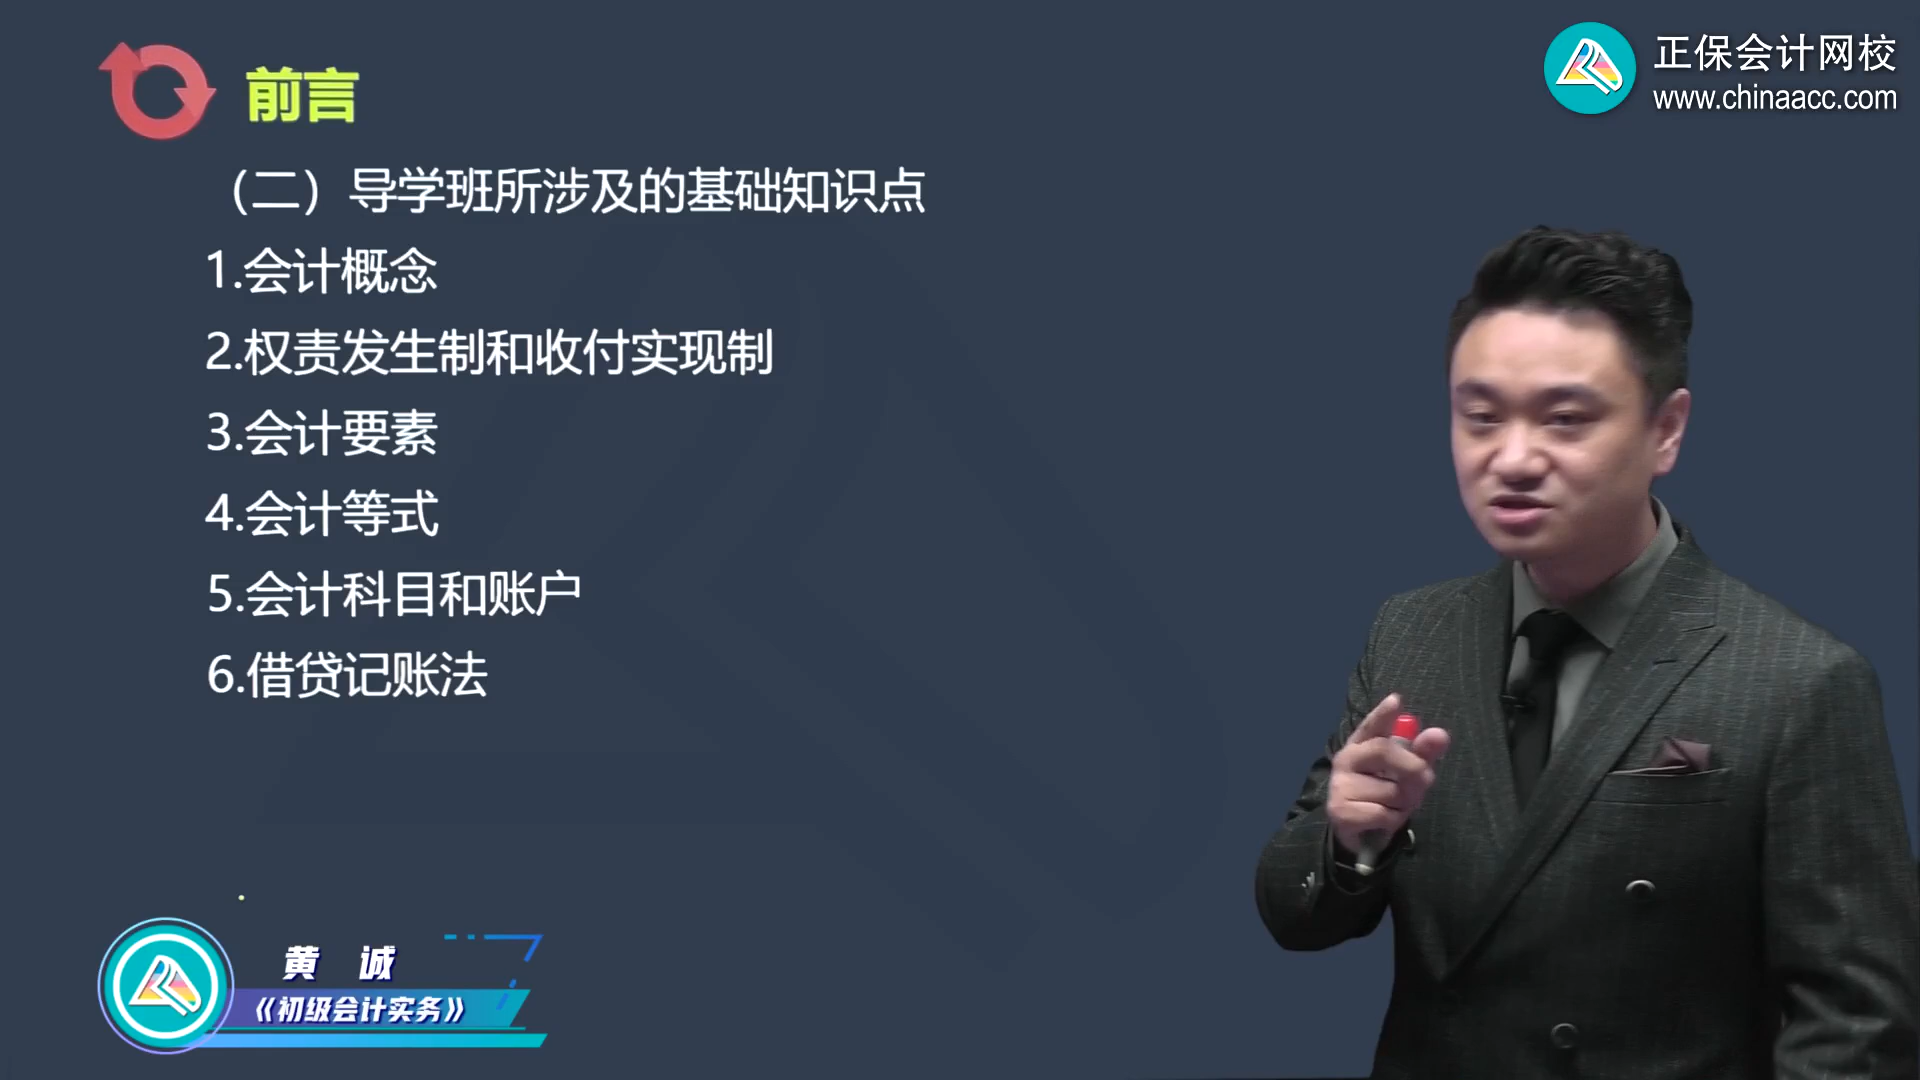 前言
正保会计网校
www.chinaacc.com
（二）导学班所涉及的基础知识点
1.会计概念
2.权责发生制和收付实现制
3.会计要素
4.会计等式
5.会计科目和账户
6.借贷记账法
黄 诚
《初级会计实务》